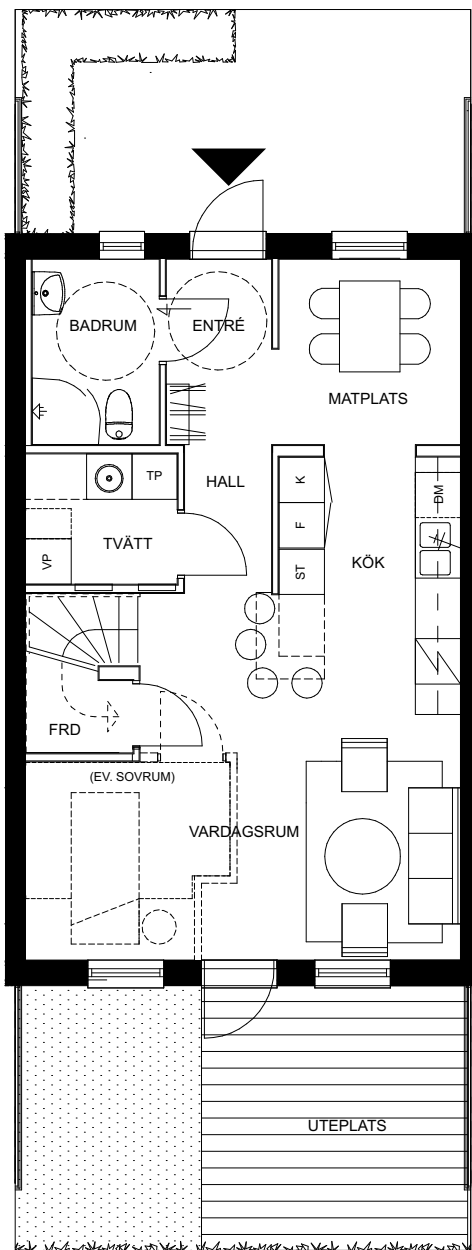 BADRUM
ENTRÉ
MATPLATS
HALL
TP
K
DM
F
TVÄTT
KÖK
VP
ST
FRD
(EV. SOVRUM)
VARDAGSRUM
UTEPLATS